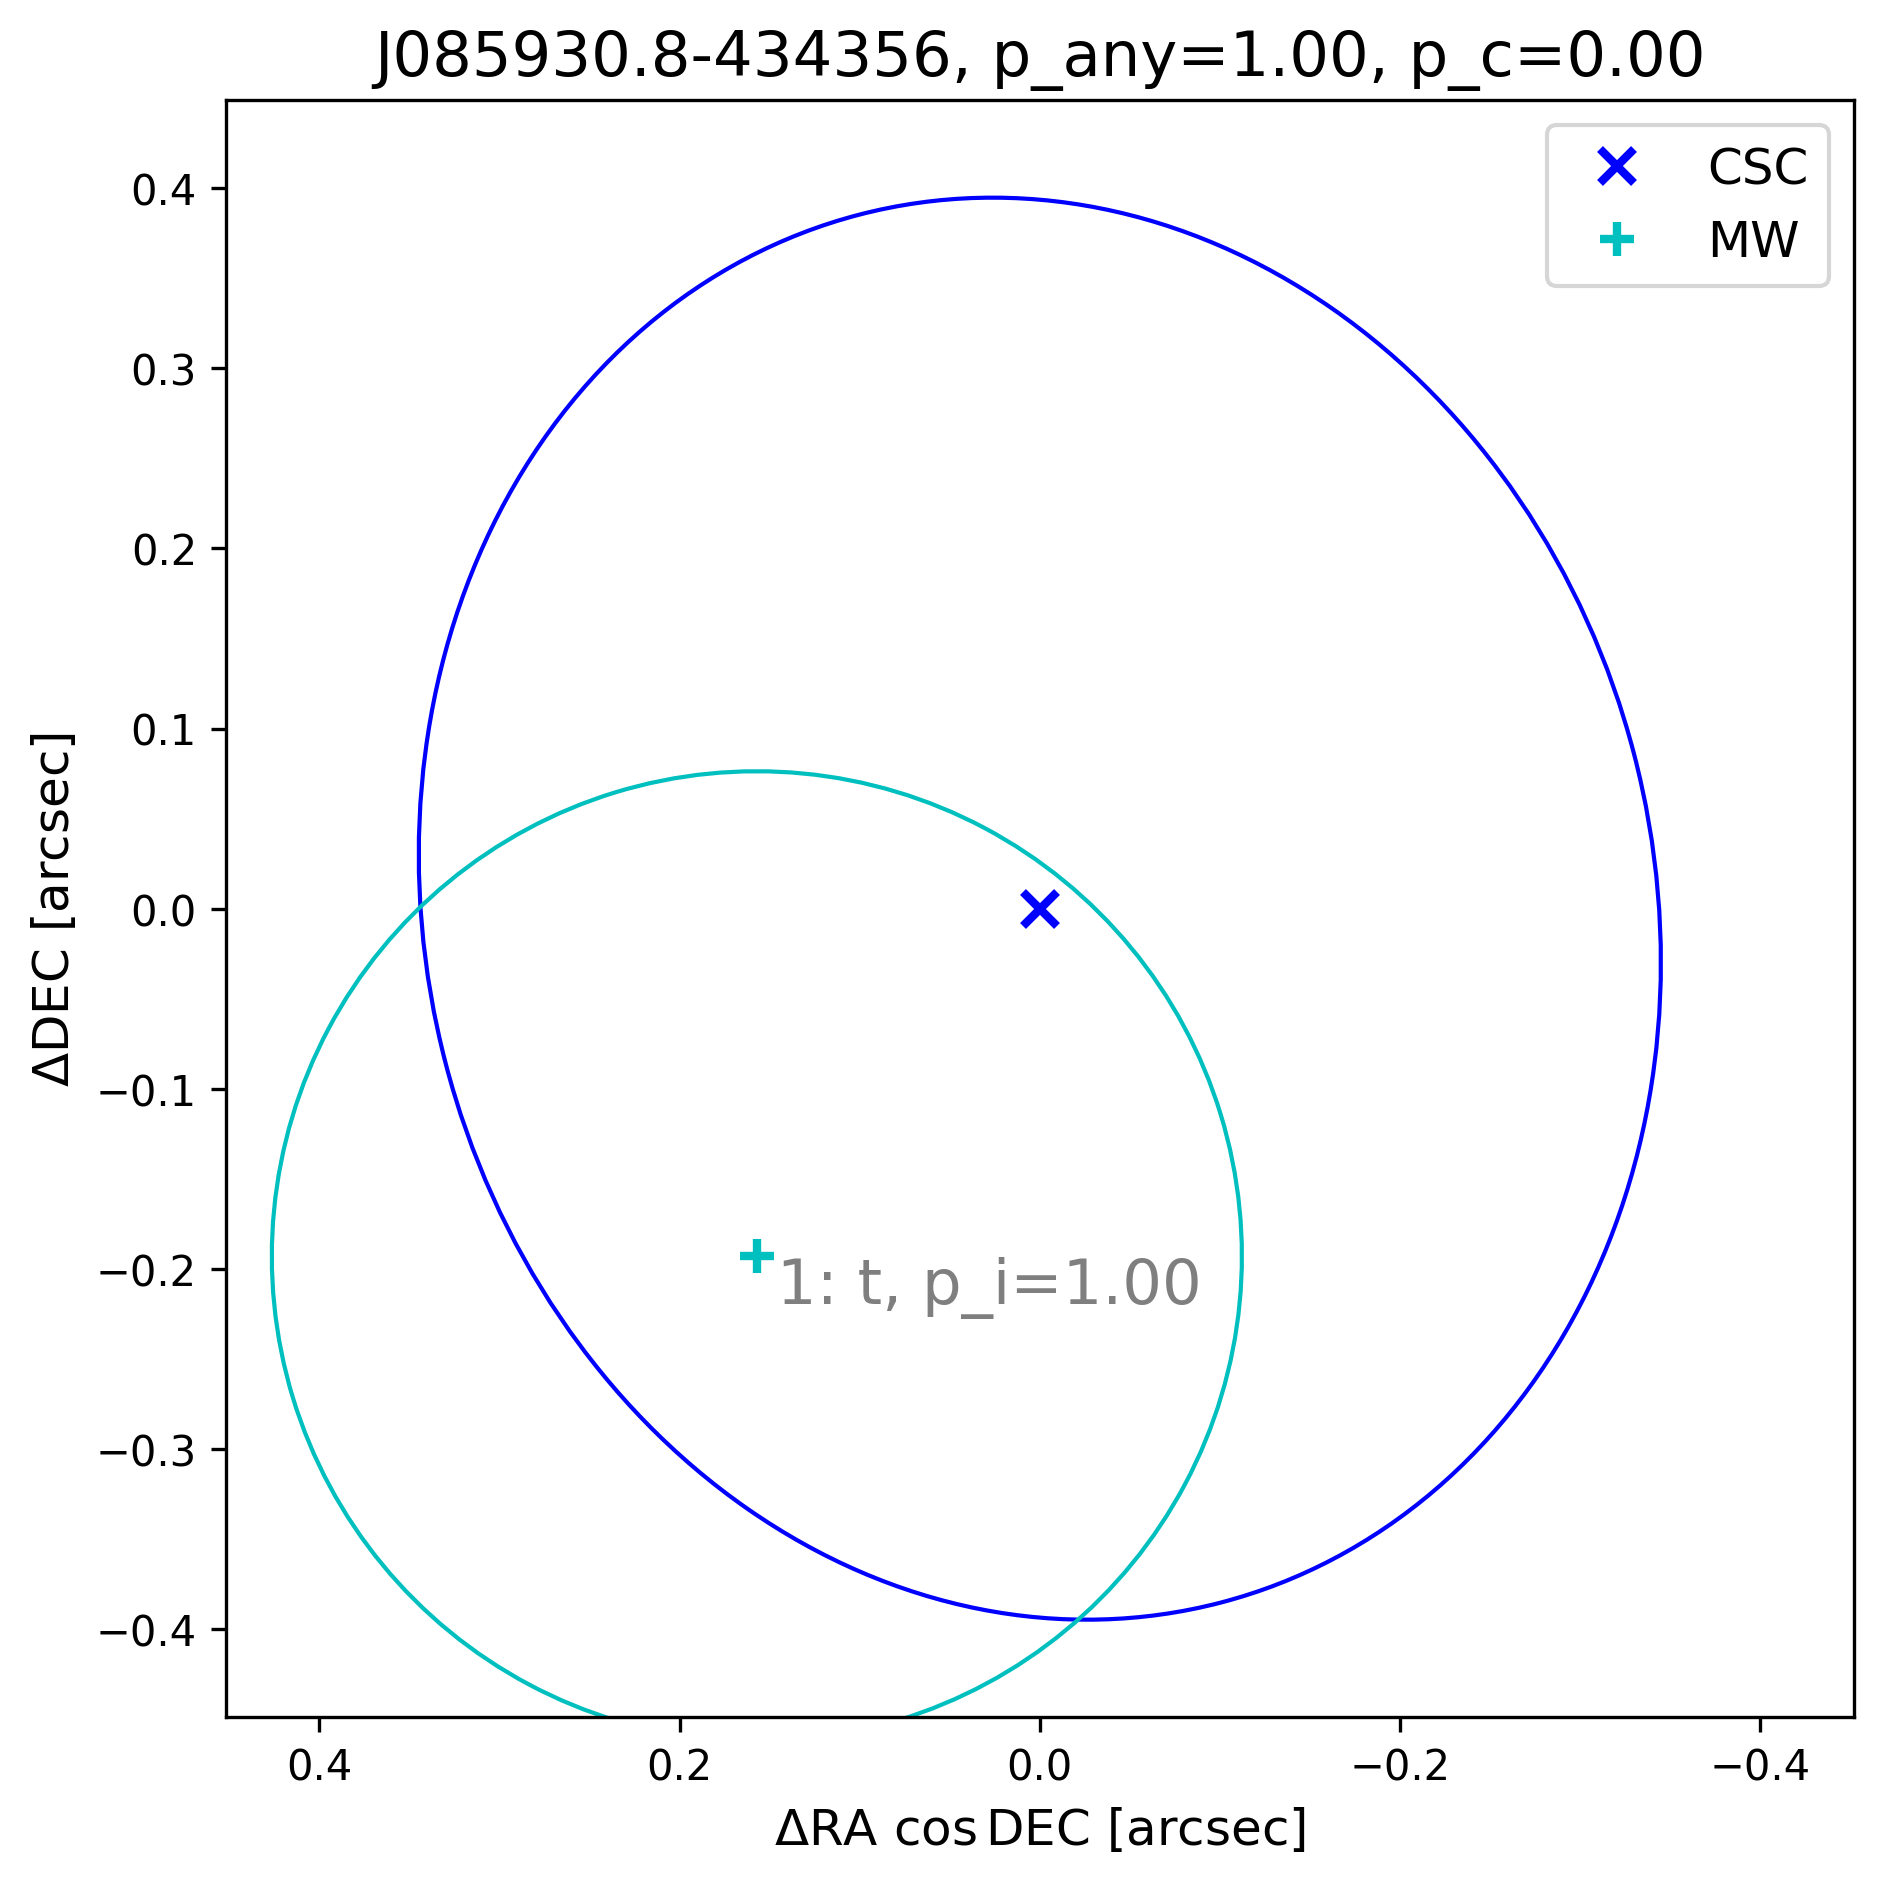 J085930.8-434356, p_any=1.00, p_c=0.00
CSC
MW
0.4
0.3
0.2
0.1
0.0
−0.1
−0.2
−0.3
−0.4
ΔDEC [arcsec]
1: t, p_i=1.00
0.4 0.2 0.0 −0.2 −0.4
ΔRA cos DEC [arcsec]